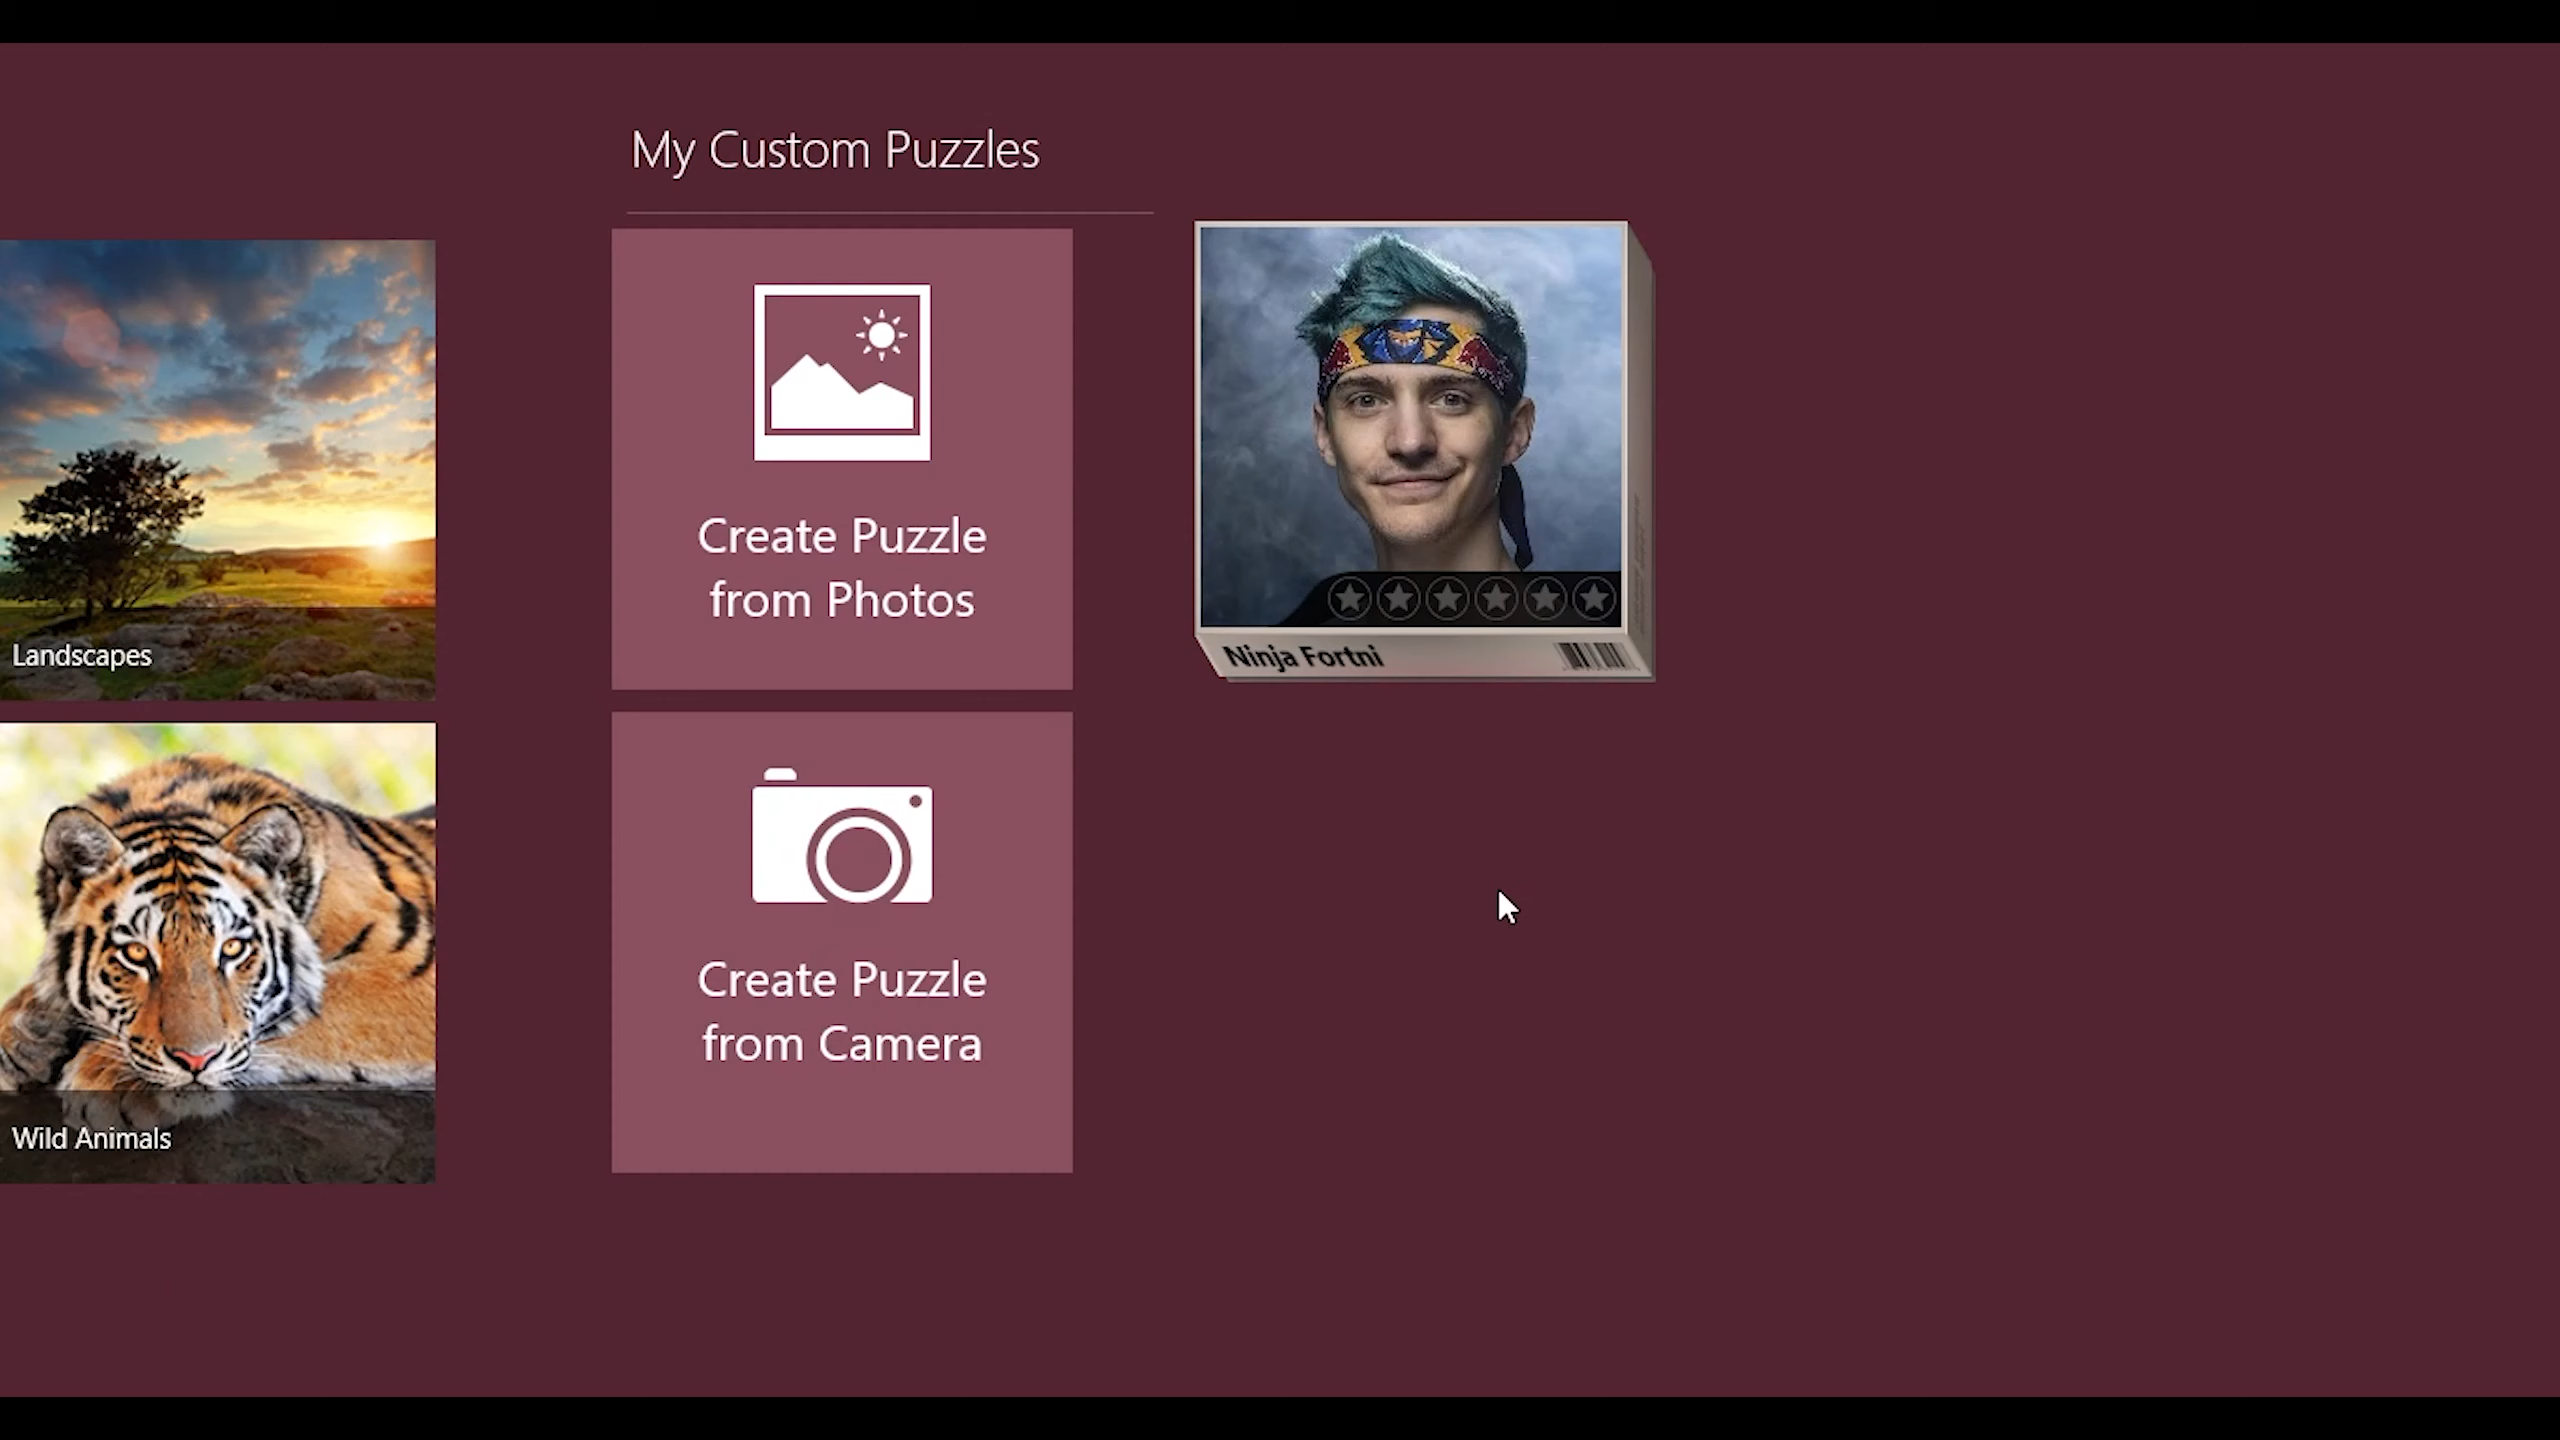 My Custom Puzzles
Landscapes
Create Puzzle
from Photos
Ninja Fortni
Wild Animals
Create Puzzle
from Camera